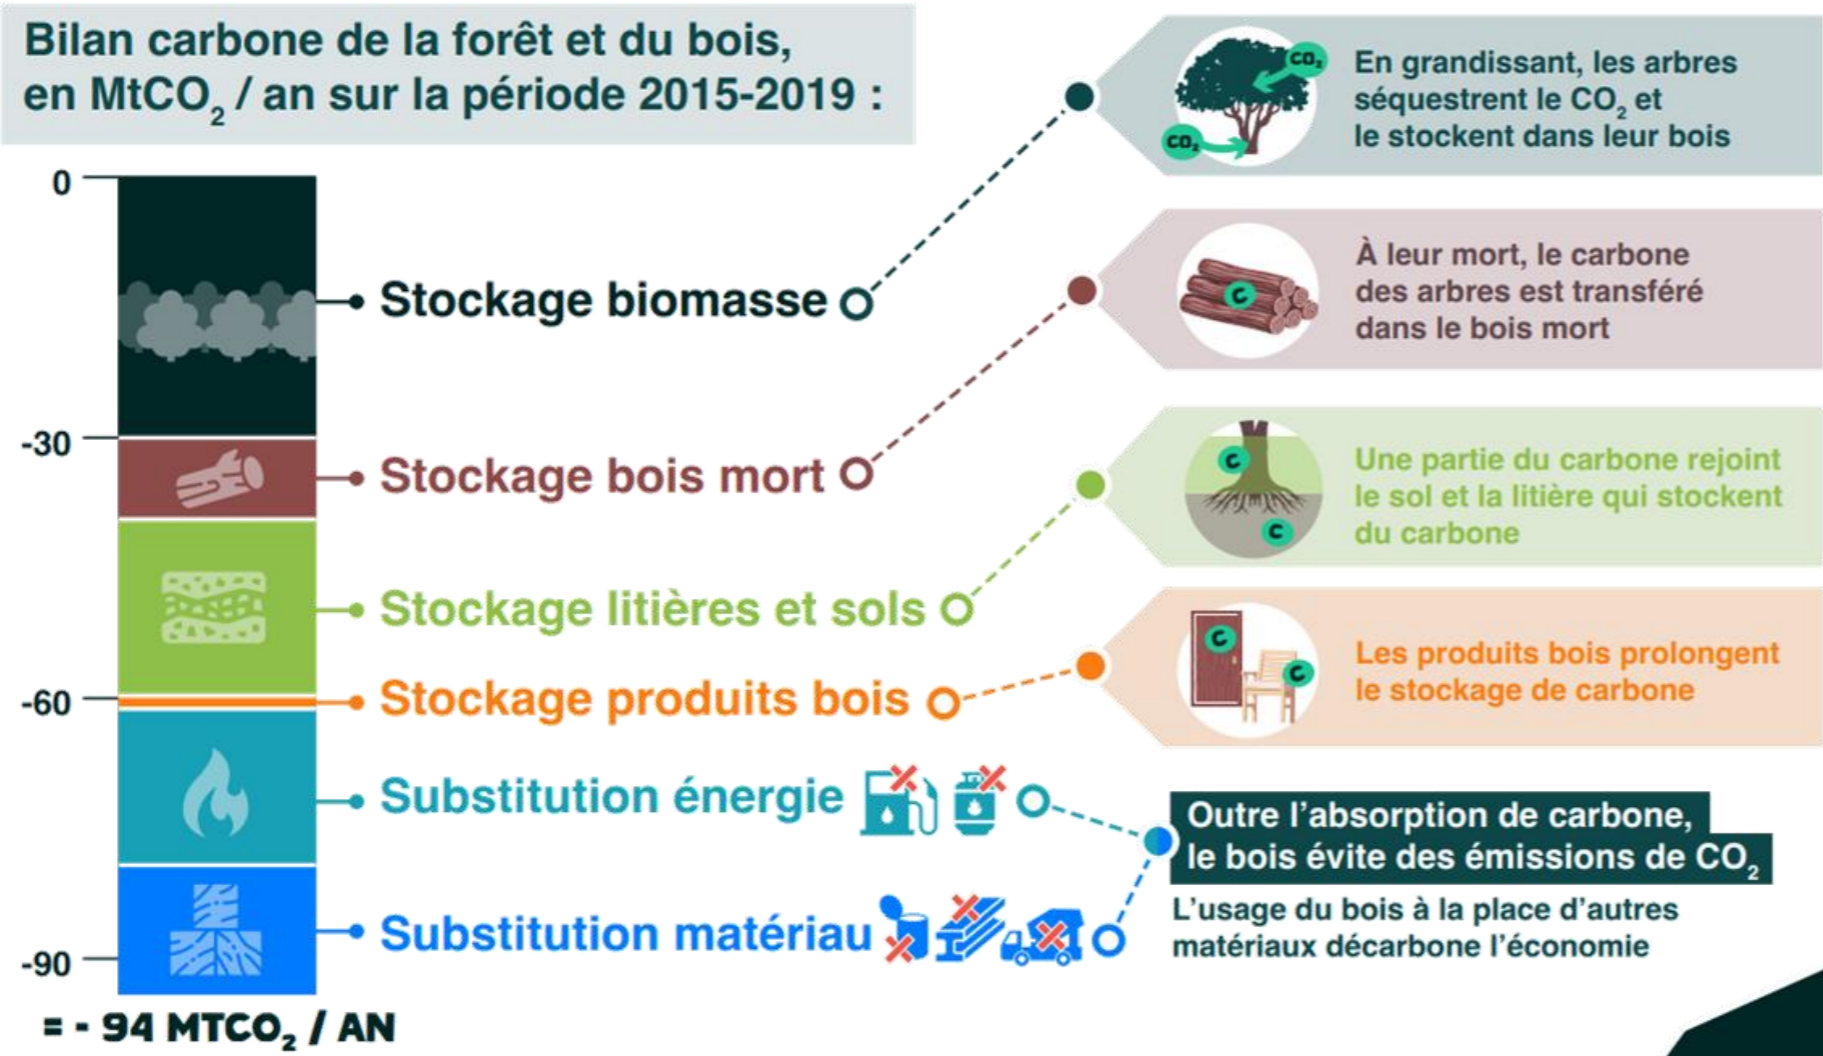 Bilan carbone de la forêt et du bois,
en MtCO₂ / an sur la période 2015-2019 :
0
-30
-60
-90
= - 94 MTCO₂ / AN
Stockage biomasse
Stockage bois mort
Stockage litières et sols
Stockage produits bois
Substitution énergie
Substitution matériau
CO₂
CO₂
En grandissant, les arbres
séquestrent le CO₂ et
le stockent dans leur bois
C
À leur mort, le carbone
des arbres est transféré
dans le bois mort
C
C
Une partie du carbone rejoint
le sol et la litière qui stockent
du carbone
C
C
Les produits bois prolongent
le stockage de carbone
Outre l’absorption de carbone,
le bois évite des émissions de CO₂
L’usage du bois à la place d’autres
matériaux décarbone l’économie